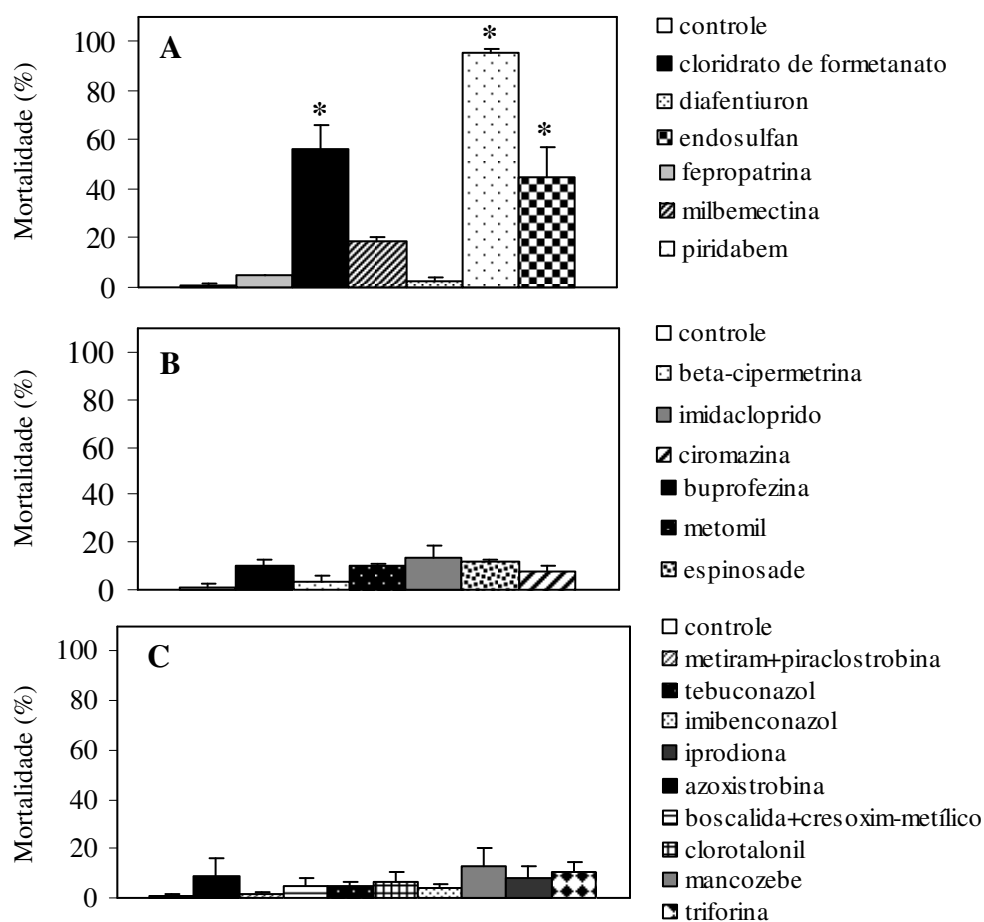 A
Mortalidade (%)
100
80
60
40
20
0
*
*
*
controle
cloridrato de formetanato
diafentiuron
endosulfan
fepropatrina
milbemectina
piridabem
B
Mortalidade (%)
100
80
60
40
20
0
controle
beta-cipermetrina
imidacloprido
ciromazina
buprofezina
metomil
espinosade
C
Mortalidade (%)
100
80
60
40
20
0
controle
metiram+piraclostrobina
tebuconazol
imibenconazol
iprodiona
azoxistrobina
boscalida+cresoxim-metílico
clorotalonil
mancozebe
triforina